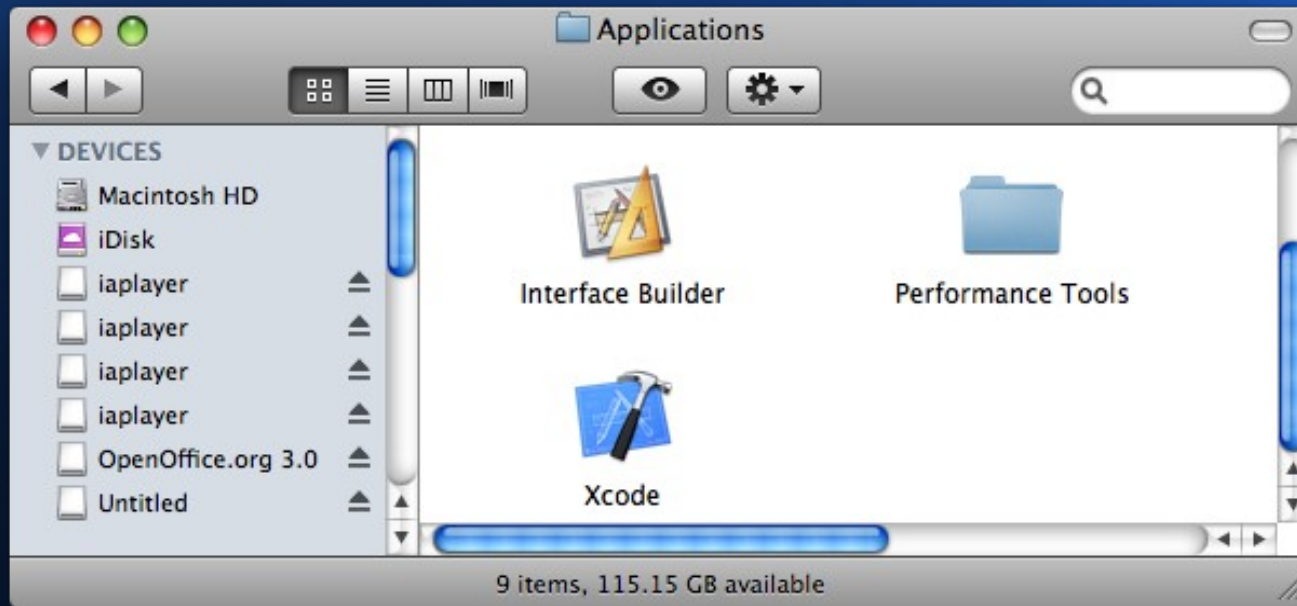 Applications
DEVICES
Macintosh HD
iDisk
iaplayer
iaplayer
iaplayer
iaplayer
OpenOffice.org 3.0
Untitled
Interface Builder
Performance Tools
Xcode
9 items, 115.15 GB available